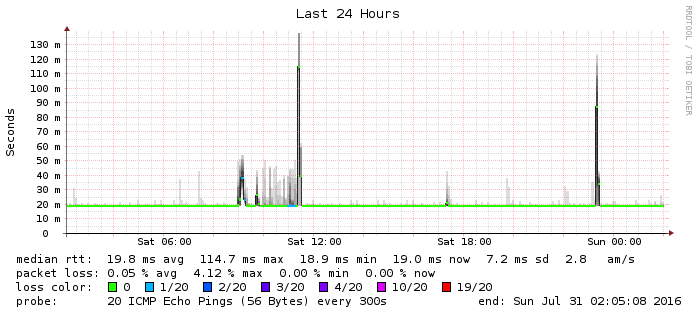 Last 24 Hours
RRDTOOL / TOBI OETIKER
Seconds
130 m
120 m
110 m
100 m
90 m
80 m
70 m
60 m
50 m
40 m
30 m
20 m
10 m
0
Sat 06:00 Sat 12:00 Sat 18:00 Sun 00:00
median rtt: 19.8 ms avg 114.7 ms max 18.9 ms min 19.0 ms now 7.2 ms sd 2.8 am/s
packet loss: 0.05 % avg 4.12 % max 0.00 % min 0.00 % now
loss color: 0 1/20 2/20 3/20 4/20 10/20 19/20
probe: 20 ICMP Echo Pings (56 Bytes) every 300s end: Sun Jul 31 02:05:08 2016